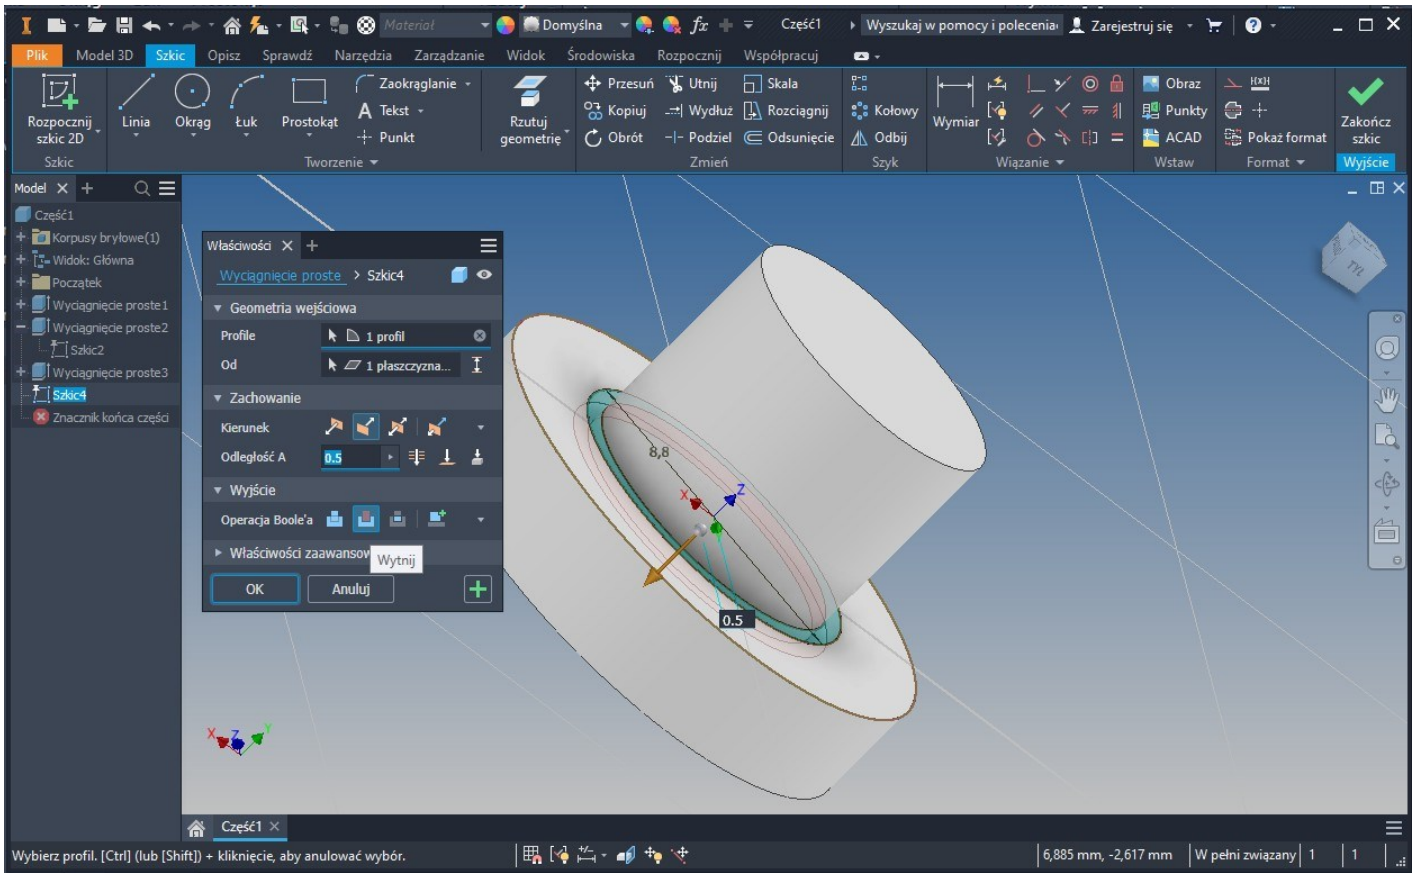 Materiał
Domyślna
fx
Część1
Wyszukaj w pomocy i polecenia
Zarejestruj się
Plik
Model 3D
Szkic
Opisz
Sprawdź
Narzędzia
Zarządzanie
Widok
Środowiska
Rozpocznij
Współpracuj
Rozpocznij
szkic 2D
Linia
Okrąg
Łuk
Prostokąt
Zaokrąglanie
A Tekst
Punkt
Rzutuj
geometrię
Przesuń
Kopiuj
Obrót
Utnij
Wydłuż
Podziel
Skala
Rozciągnij
Odsunięcie
Kołowy
Odbij
Wymiar
Obraz
Punkty
ACAD
Pokaż format
Zakończ
szkic
Szkic
Tworzenie
Zmień
Szyk
Wiązanie
Wstaw
Format
Wyjście
Model
Część1
Korpusy bryłowe(1)
Widok: Główna
Początek
Wyciągnięcie proste1
Wyciągnięcie proste2
Szkic2
Wyciągnięcie proste3
Szkic4
Znacznik końca części
Właściwości
Wyciągnięcie proste > Szkic4
Geometria wejściowa
Profile
1 profil
Od
1 płaszczyzna...
Zachowanie
Kierunek
Odległość A
0.5
Wyjście
Operacja Boole'a
Właściwości zaawansow
Wytnij
OK
Anuluj
8,8
X
Z
0.5
TYŁ
X
Z
Y
Część1
Wybierz profil. [Ctrl] (lub [Shift]) + kliknięcie, aby anulować wybór.
6,885 mm, -2,617 mm
W pełni związany
1
1